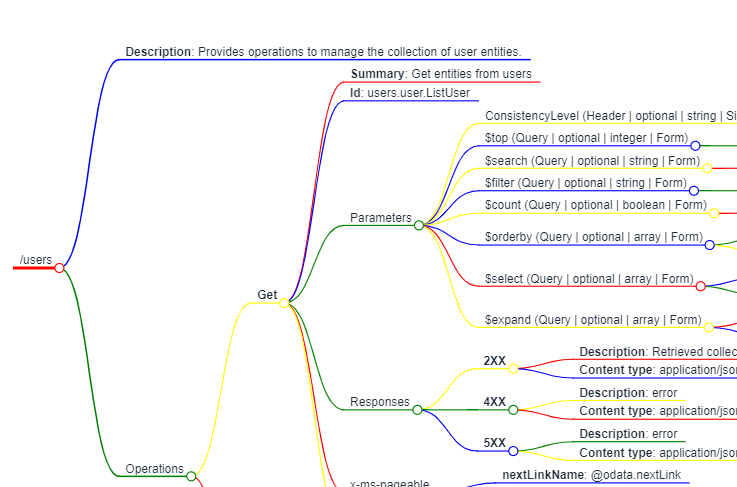 Description: Provides operations to manage the collection of user entities.
Summary: Get entities from users
Id: users.user.ListUser
ConsistencyLevel (Header | optional | string | Si
$top (Query | optional | integer | Form)
$search (Query | optional | string | Form)
$filter (Query | optional | string | Form)
$count (Query | optional | boolean | Form)
Parameters
$orderby (Query | optional | array | Form)
/users
$select (Query | optional | array | Form)
Get
$expand (Query | optional | array | Form)
2XX
Description: Retrieved collec
Content type: application/jso
Responses
4XX
Description: error
Content type: application/jso
5XX
Description: error
Content type: application/jso
Operations
nextLinkName: @odata.nextLink
x-ms-pageable